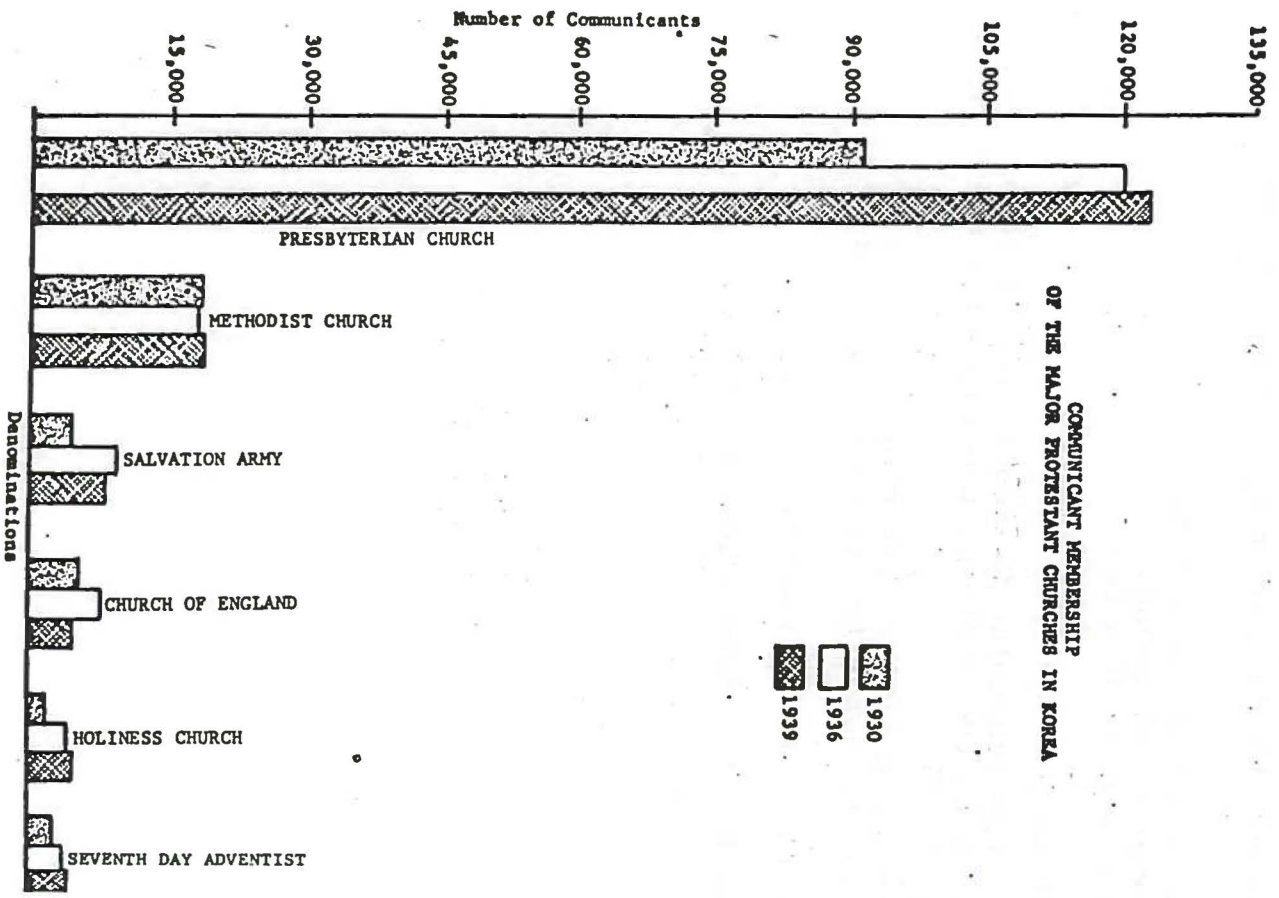 COMMUNICANT MEMBERSHIP
OF THE MAJOR PROTESTANT CHURCHES IN KOREA
Number of Communicants
135,000
120,000
105,000
90,000
75,000
60,000
45,000
30,000
15,000
1930
1936
1939
PRESBYTERIAN CHURCH
METHODIST CHURCH
SALVATION ARMY
CHURCH OF ENGLAND
HOLINESS CHURCH
SEVENTH DAY ADVENTIST
Denominations